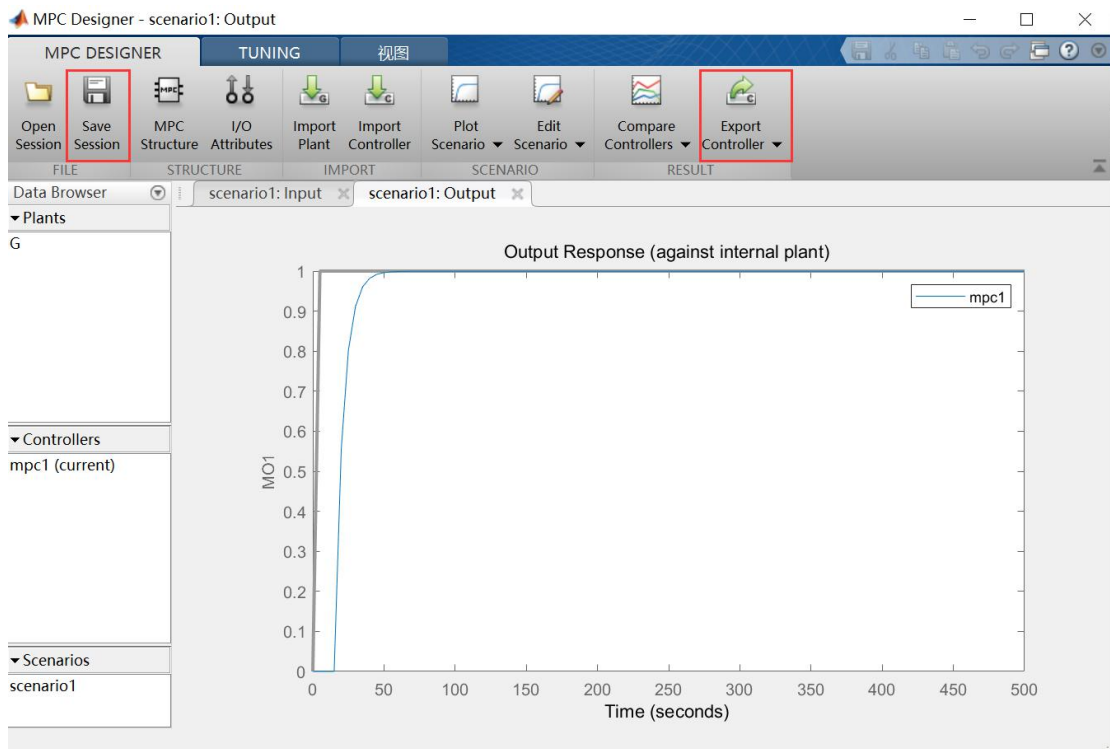 MPC Designer - scenario1: Output
MPC DESIGNER TUNING 视图
Open Session Save Session MPC Structure I/O Attributes Import Plant Import Controller Plot Scenario Edit Scenario Compare Controllers Export Controller
FILE STRUCTURE IMPORT SCENARIO RESULT
Data Browser scenario1: Input scenario1: Output
Plants
G
Controllers
mpc1 (current)
Scenarios
scenario1
Output Response (against internal plant)
mpc1
1
0.9
0.8
0.7
0.6
0.5
0.4
0.3
0.2
0.1
0
MO1
0 50 100 150 200 250 300 350 400 450 500
Time (seconds)